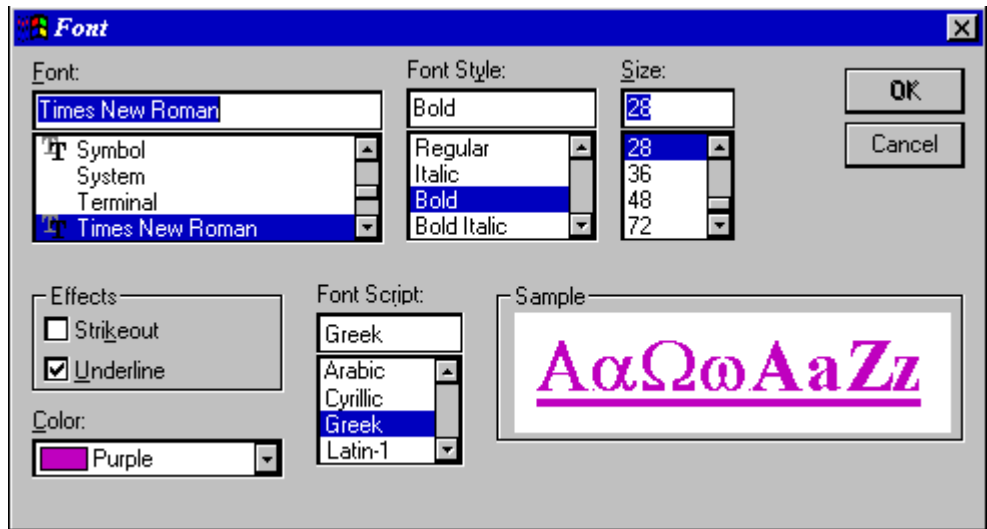 Font
Font:
Times New Roman
Symbol
System
Terminal
Times New Roman
Font Style:
Bold
Regular
Italic
Bold
Bold Italic
Size:
28
28
36
48
72
OK
Cancel
Effects
Strikeout
Underline
Color:
Purple
Font Script:
Greek
Arabic
Cyrillic
Greek
Latin-1
Sample
ΑαΩωAaZz